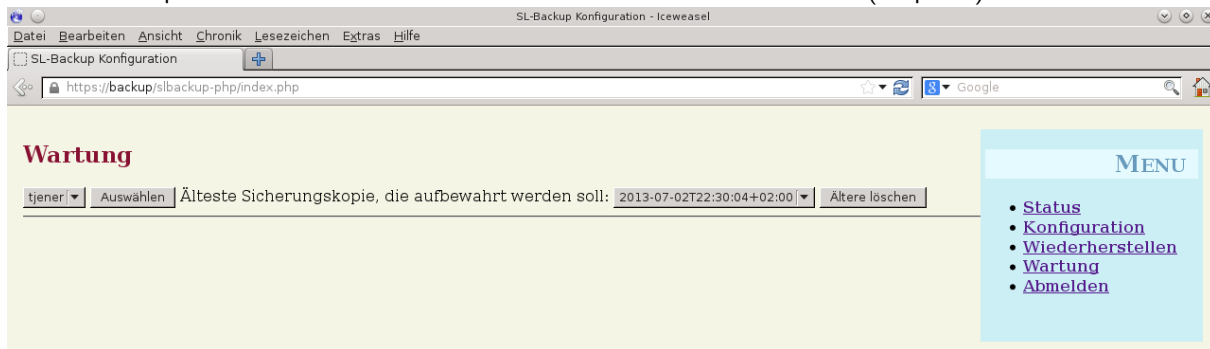 SL-Backup Konfiguration - Iceweasel
Datei Bearbeiten Ansicht Chronik Lesezeichen Extras Hilfe
SL-Backup Konfiguration
https://backup/slbackup-php/index.php
Google
Wartung
tjener Auswählen Älteste Sicherungskopie, die aufbewahrt werden soll: 2013-07-02T22:30:04+02:00 Ältere löschen
MENU
• Status
• Konfiguration
• Wiederherstellen
• Wartung
• Abmelden